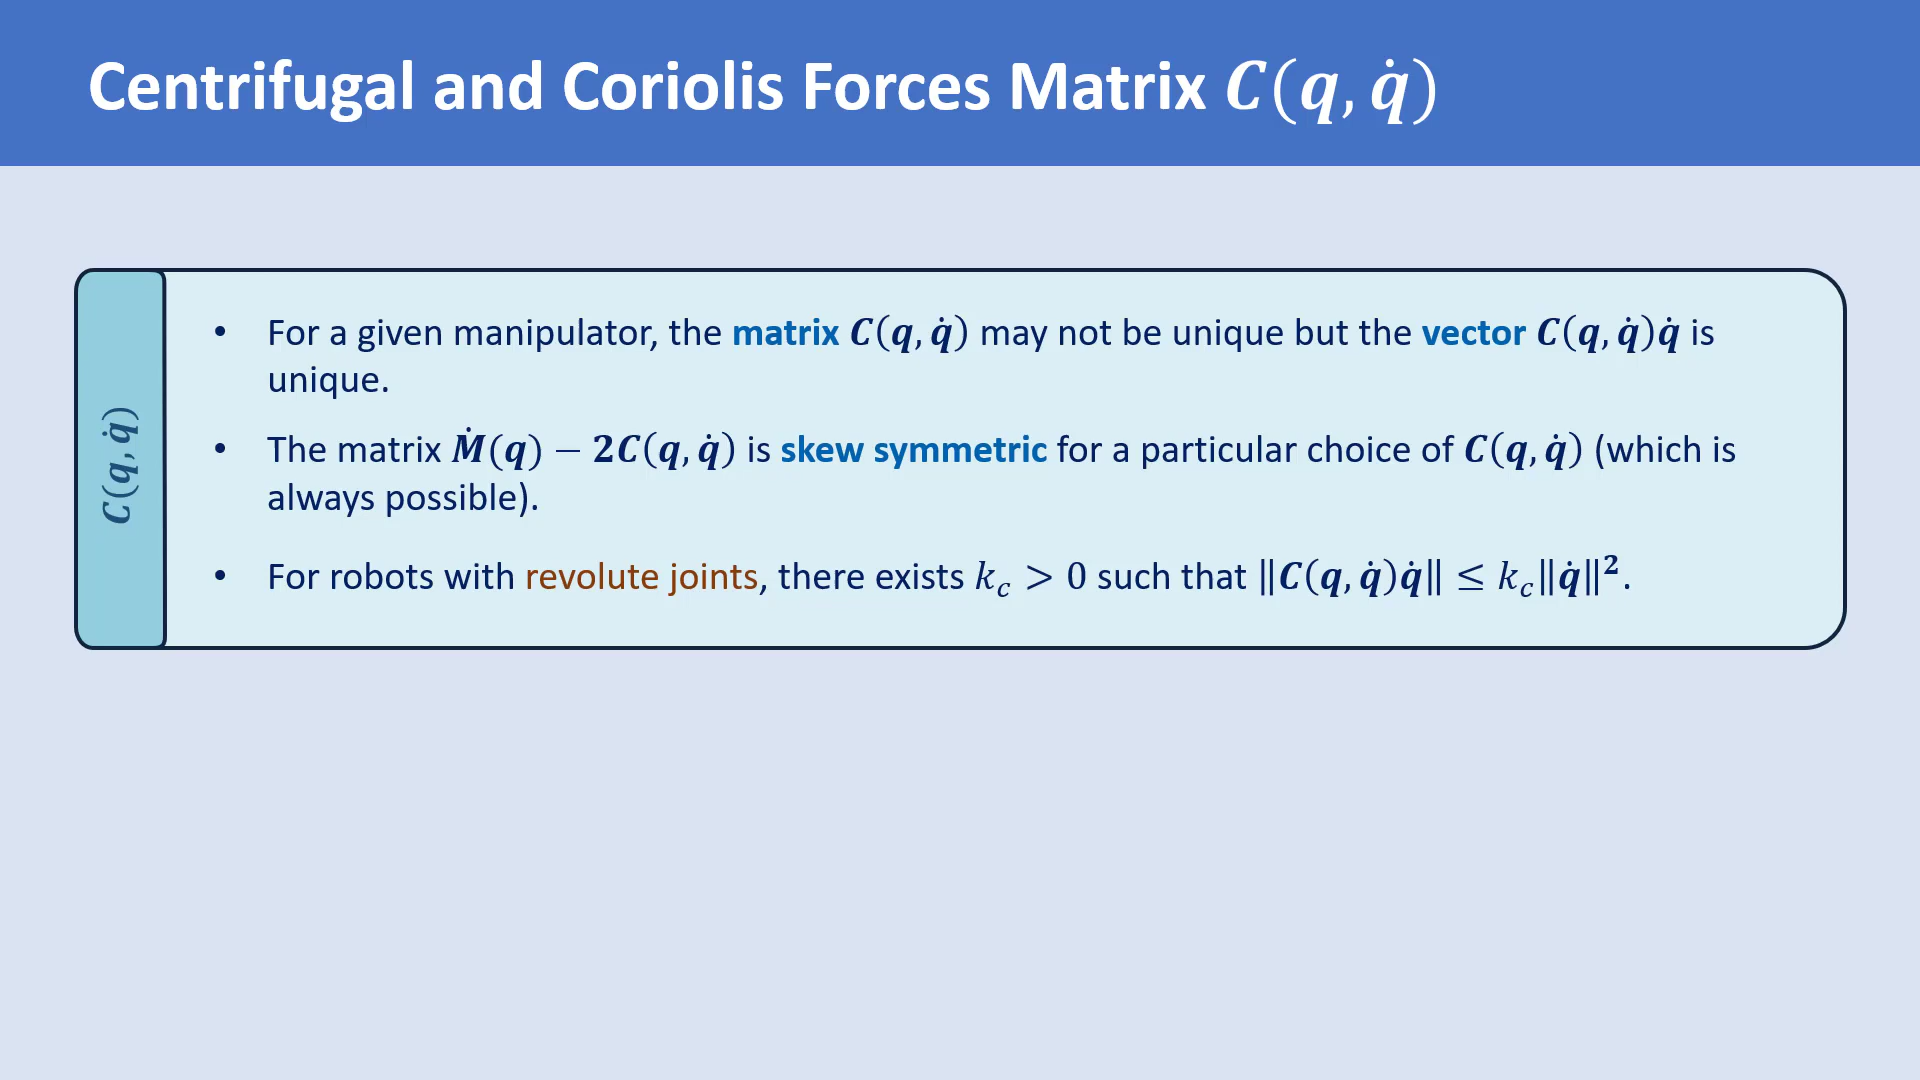 Centrifugal and Coriolis Forces Matrix C(q, q̇)
C(q, q̇)
• For a given manipulator, the matrix C(q, q̇) may not be unique but the vector C(q, q̇)q̇ is
unique.
• The matrix Ṁ(q) − 2C(q, q̇) is skew symmetric for a particular choice of C(q, q̇) (which is
always possible).
• For robots with revolute joints, there exists k_c > 0 such that ‖C(q, q̇)q̇‖ ≤ k_c‖q̇‖².